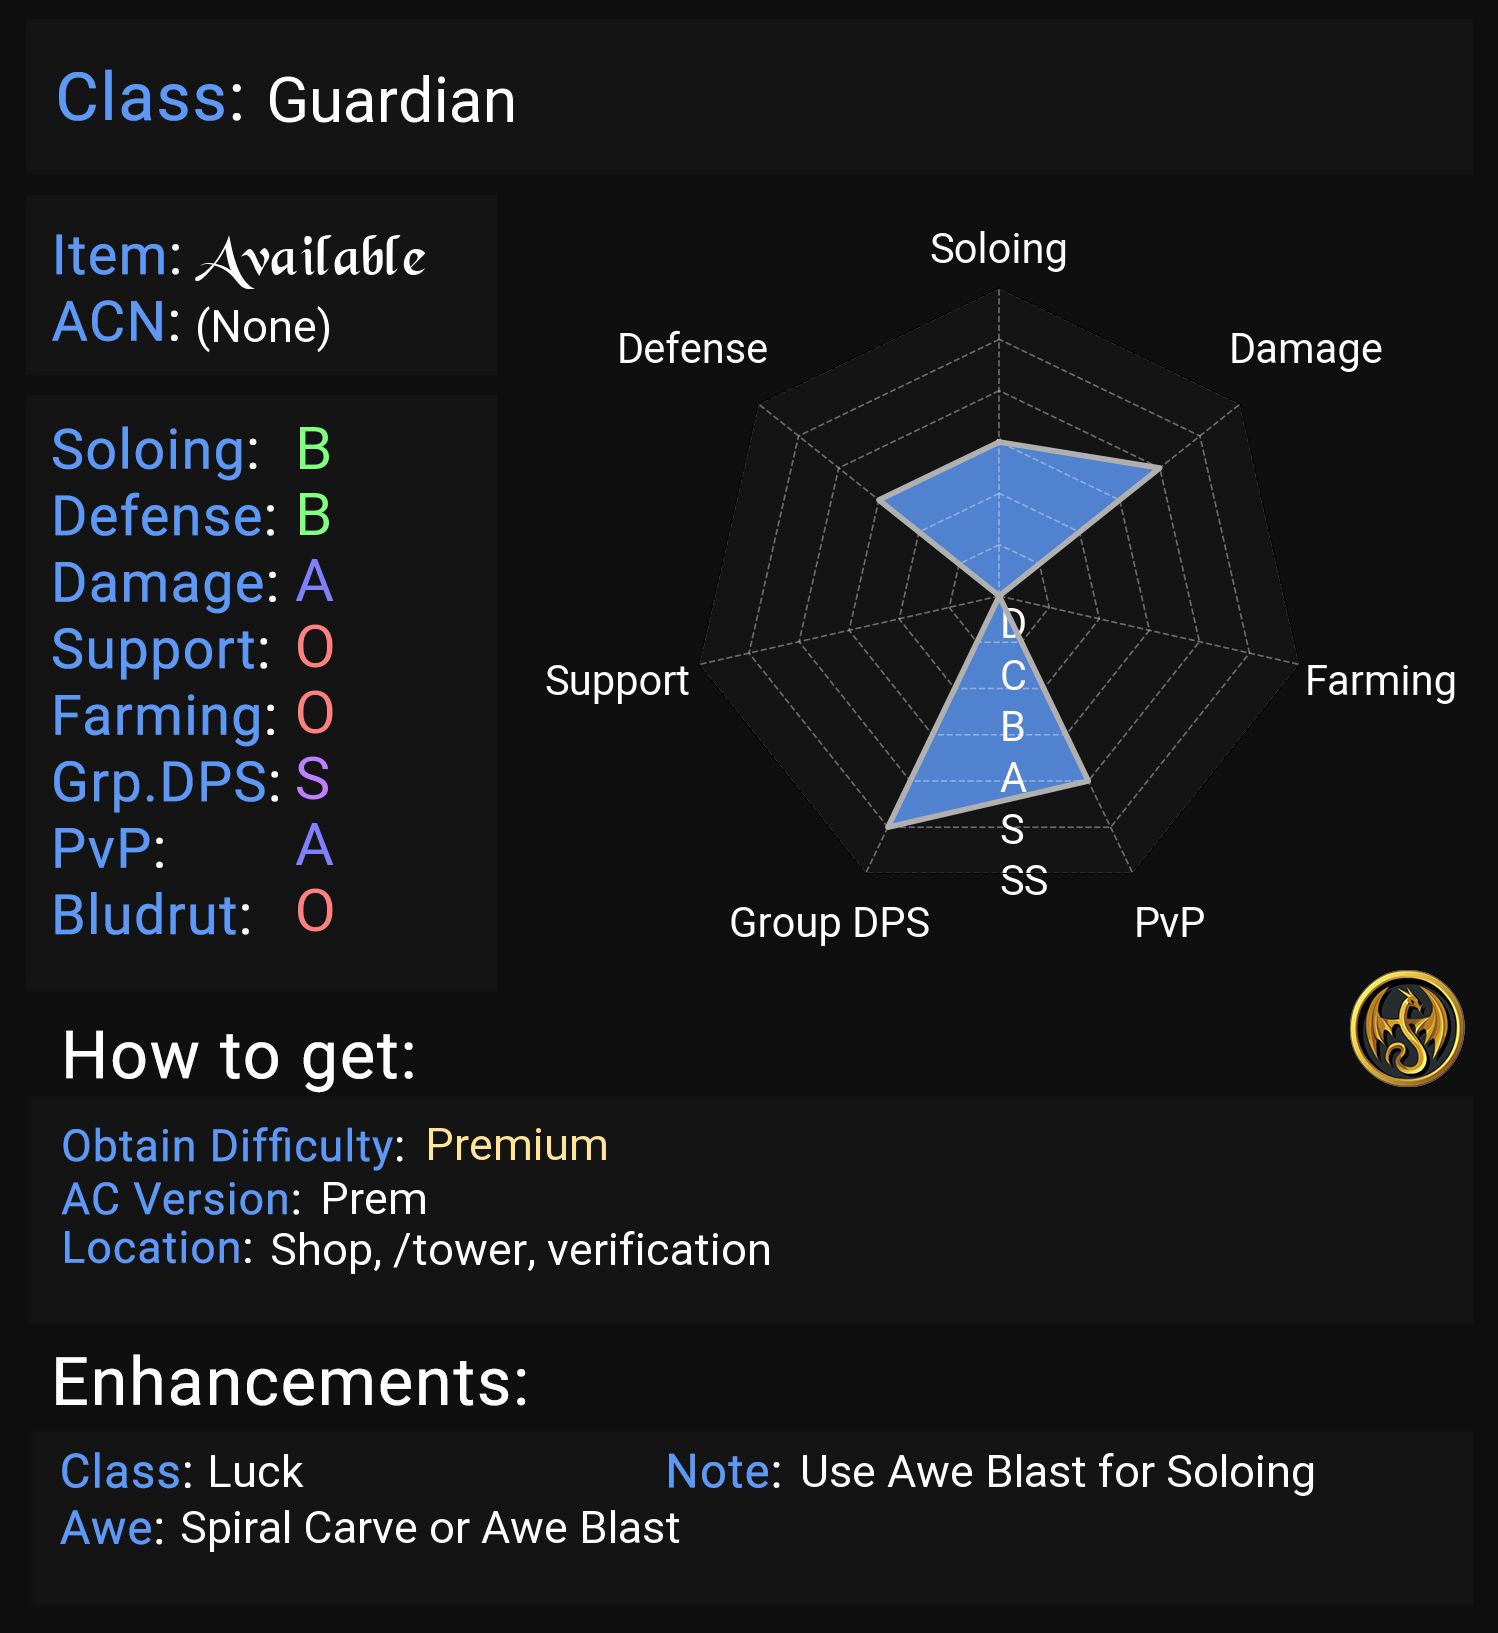 Class: Guardian
Item: Available
ACN: (None)
Soloing: B
Defense: B
Damage: A
Support: O
Farming: O
Grp.DPS: S
PvP: A
Bludrut: O
Soloing
Defense
Damage
Support
Farming
D
C
B
A
S
SS
Group DPS
PvP
How to get:
Obtain Difficulty: Premium
AC Version: Prem
Location: Shop, /tower, verification
Enhancements:
Class: Luck
Note: Use Awe Blast for Soloing
Awe: Spiral Carve or Awe Blast